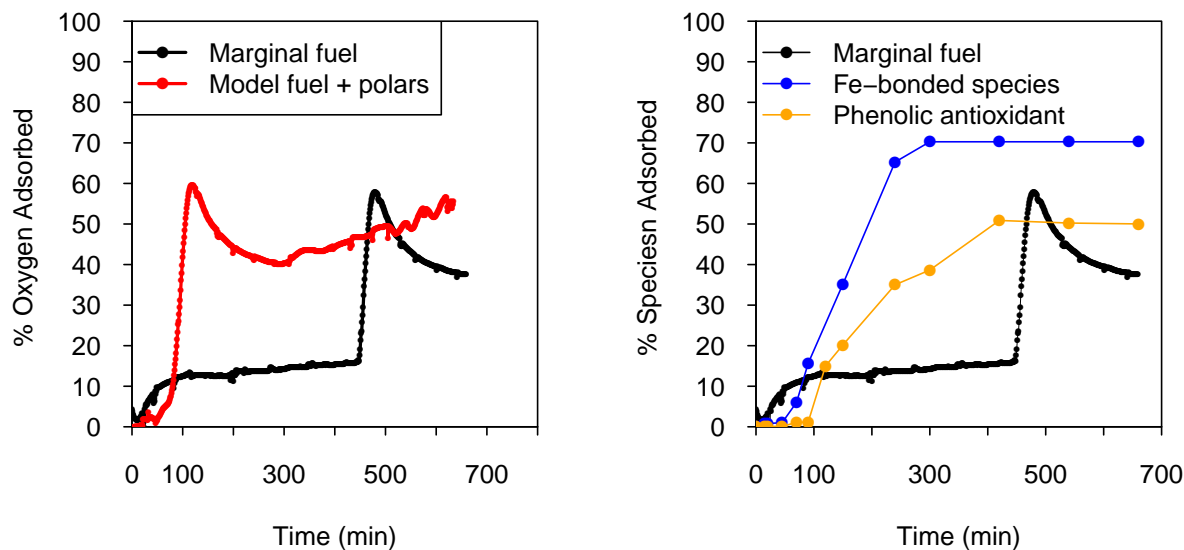 % Oxygen Adsorbed
100
90
80
70
60
50
40
30
20
10
0
Marginal fuel
Model fuel + polars
0 100 300 500 700
Time (min)
% Speciesn Adsorbed
100
90
80
70
60
50
40
30
20
10
0
Marginal fuel
Fe−bonded species
Phenolic antioxidant
0 100 300 500 700
Time (min)